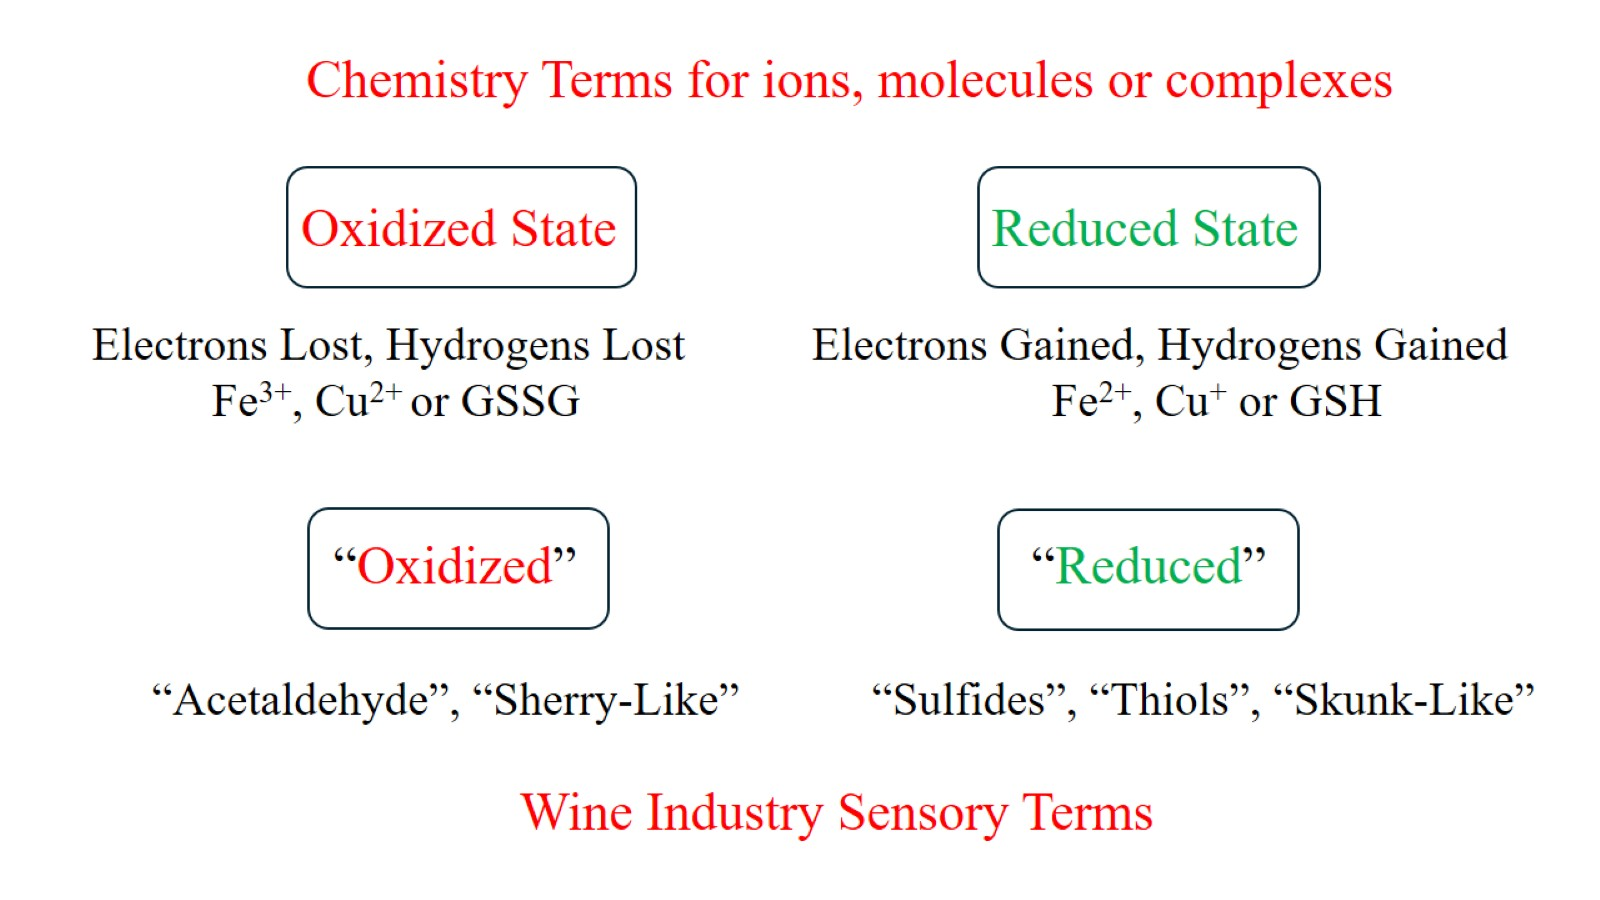 Chemistry Terms for ions, molecules or complexes
Oxidized State
Reduced State
Electrons Lost, Hydrogens Lost
Fe³⁺, Cu²⁺ or GSSG
Electrons Gained, Hydrogens Gained
Fe²⁺, Cu⁺ or GSH
“Oxidized”
“Reduced”
“Acetaldehyde”, “Sherry-Like”
“Sulfides”, “Thiols”, “Skunk-Like”
Wine Industry Sensory Terms